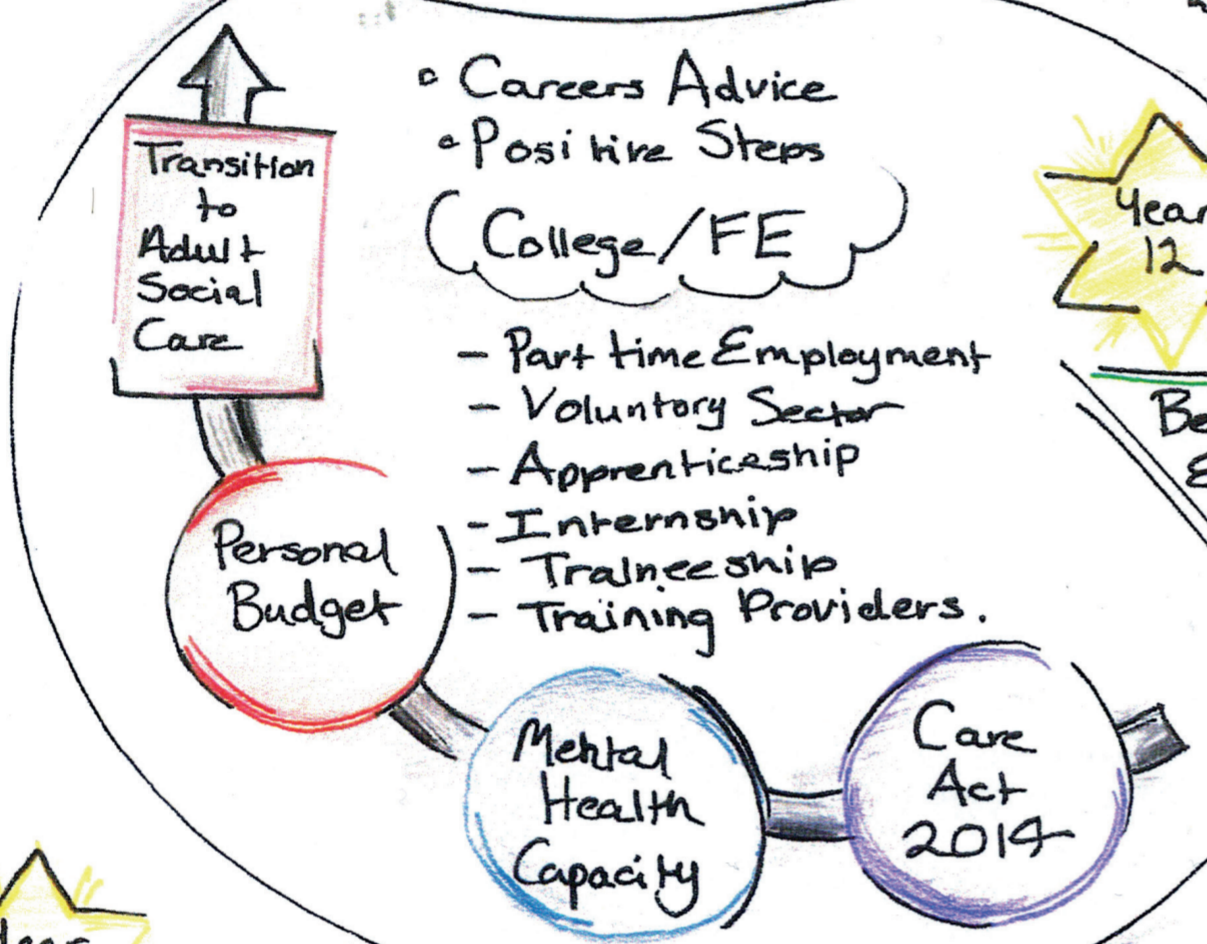 Careers Advice
Positive Steps
College/FE
- Part time Employment
- Voluntory Sector
- Apprenticeship
- Internship
- Traineeship
- Training Providers.
Transition
to
Adult
Social
Care
Personal
Budget
Mental
Health
Capacity
Care
Act
2014
Year
12